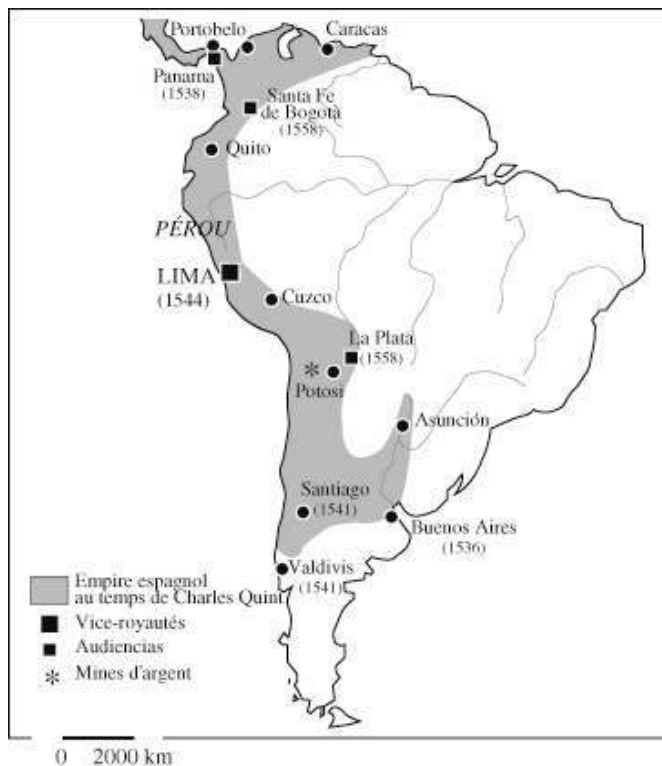 Portobelo
Caracas
Panama
(1538)
Santa Fe
de Bogotà
(1558)
Quito
PÉROU
LIMA
(1544)
Cuzco
La Plata
(1558)
*
Potosi
Asunción
Santiago
(1541)
Buenos Aires
(1536)
Valdivis
(1541)
Empire espagnol
au temps de Charles Quint
Vice-royautés
Audiencias
* Mines d'argent
0 2000 km